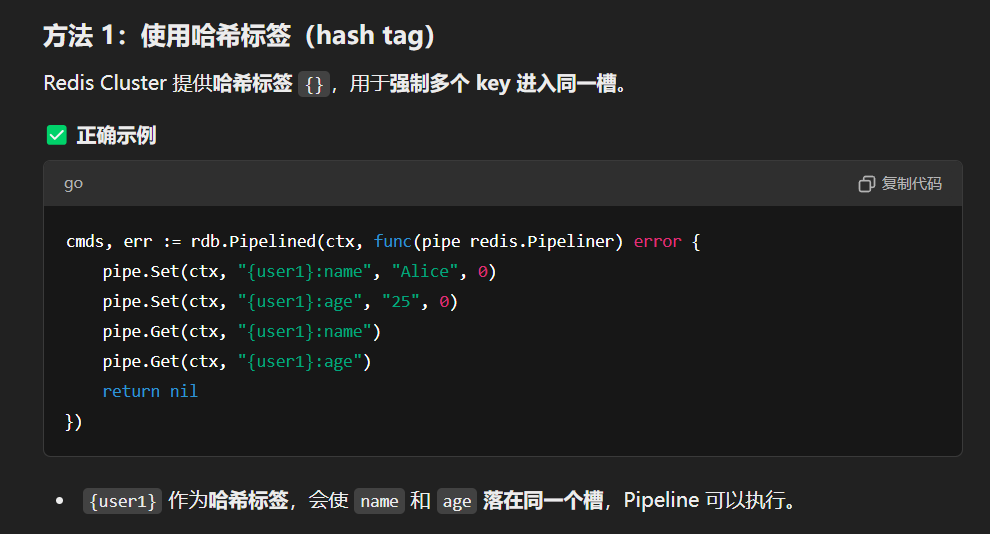 方法 1：使用哈希标签（hash tag）
Redis Cluster 提供哈希标签 {}，用于强制多个 key 进入同一槽。
✅ 正确示例
go 复制代码
cmds, err := rdb.Pipelined(ctx, func(pipe redis.Pipeliner) error {
    pipe.Set(ctx, "{user1}:name", "Alice", 0)
    pipe.Set(ctx, "{user1}:age", "25", 0)
    pipe.Get(ctx, "{user1}:name")
    pipe.Get(ctx, "{user1}:age")
    return nil
})
• {user1} 作为哈希标签，会使 name 和 age 落在同一个槽，Pipeline 可以执行。